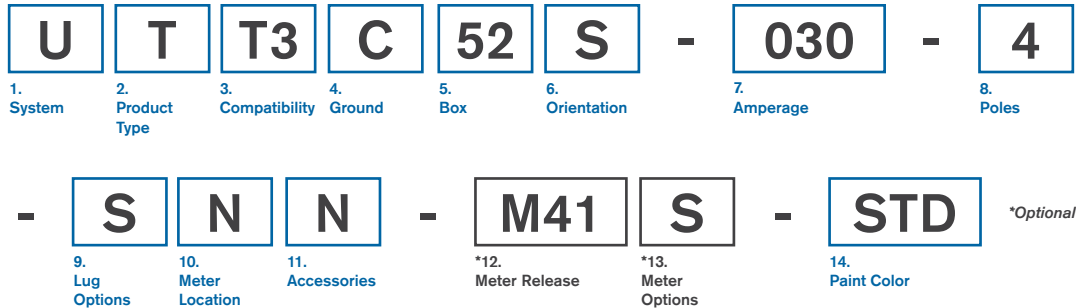 U T T3 C 52 S - 030 - 4
1. 2. 3. 4. 5. 6. 7. 8.
System Product Compatibility Ground Box Orientation Amperage Poles
Type
- S N N - M41 S - STD *Optional
9. 10. 11. *12. *13. 14.
Lug Meter Accessories Meter Release Meter Paint Color
Options Location Options